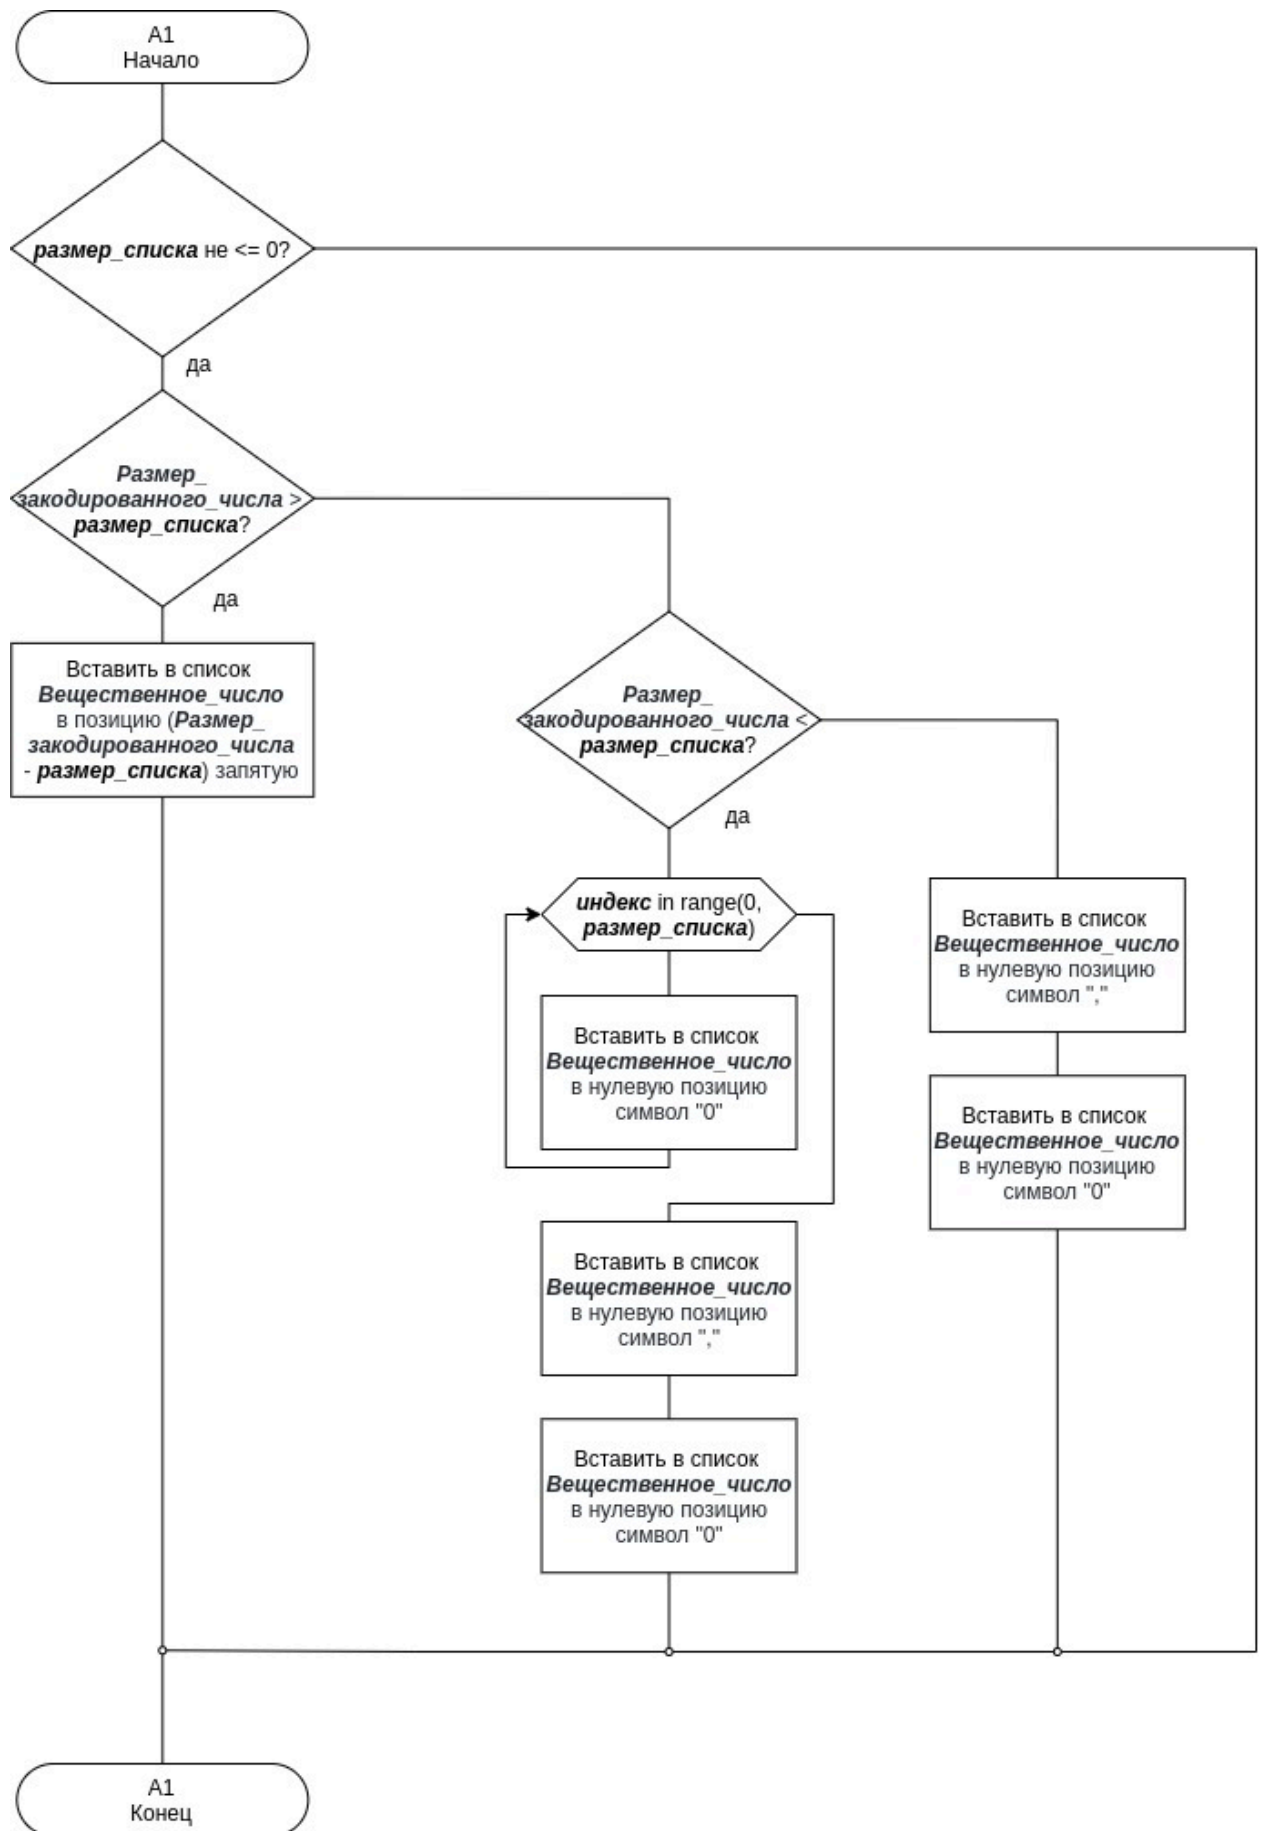 А1
Начало
размер_списка не <= 0?
да
Размер_
закодированного_числа >
размер_списка?
да
Вставить в список
Вещественное_число
в позицию (Размер_
закодированного_числа
- размер_списка) запятую
Размер_
закодированного_числа <
размер_списка?
да
индекс in range(0,
размер_списка)
Вставить в список
Вещественное_число
в нулевую позицию
символ "0"
Вставить в список
Вещественное_число
в нулевую позицию
символ ","
Вставить в список
Вещественное_число
в нулевую позицию
символ "0"
Вставить в список
Вещественное_число
в нулевую позицию
символ ","
Вставить в список
Вещественное_число
в нулевую позицию
символ "0"
А1
Конец